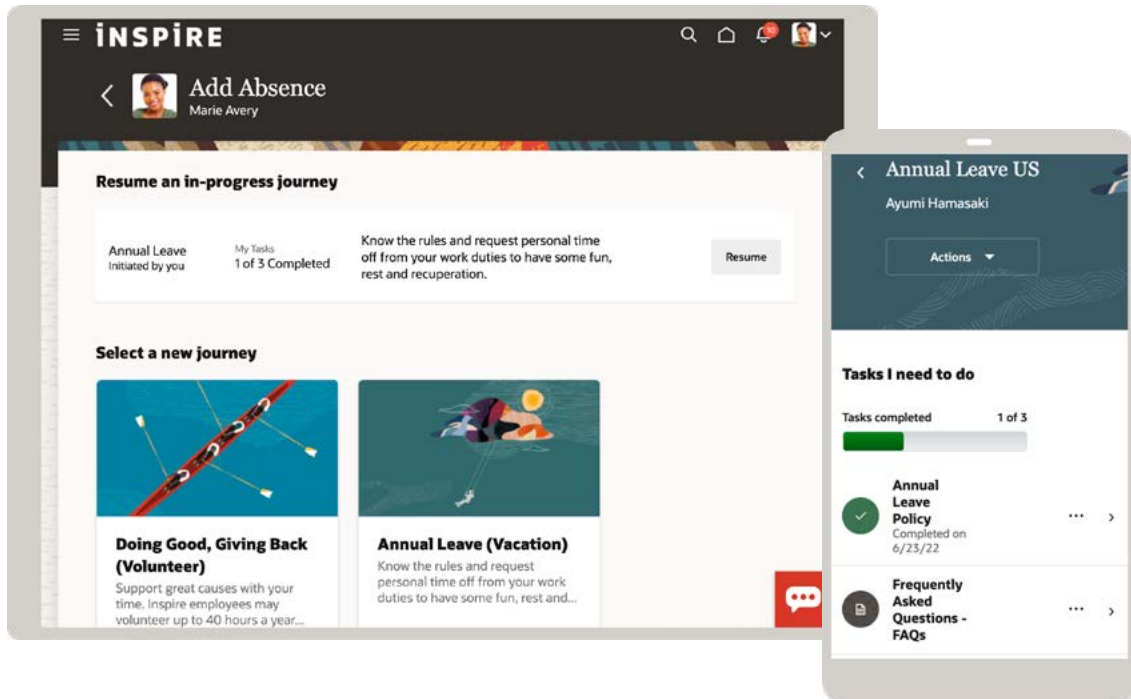 iNSPiRE
10
Add Absence
Marie Avery
Resume an in-progress journey
Annual Leave
Initiated by you
My Tasks
1 of 3 Completed
Know the rules and request personal time
off from your work duties to have some fun,
rest and recuperation.
Resume
Select a new journey
Doing Good, Giving Back
(Volunteer)
Support great causes with your
time. Inspire employees may
volunteer up to 40 hours a year...
Annual Leave (Vacation)
Know the rules and request
personal time off from your work
duties to have some fun, rest and...
Annual Leave US
Ayumi Hamasaki
Actions
Tasks I need to do
Tasks completed 1 of 3
Annual
Leave
Policy
Completed on
6/23/22
Frequently
Asked
Questions -
FAQs